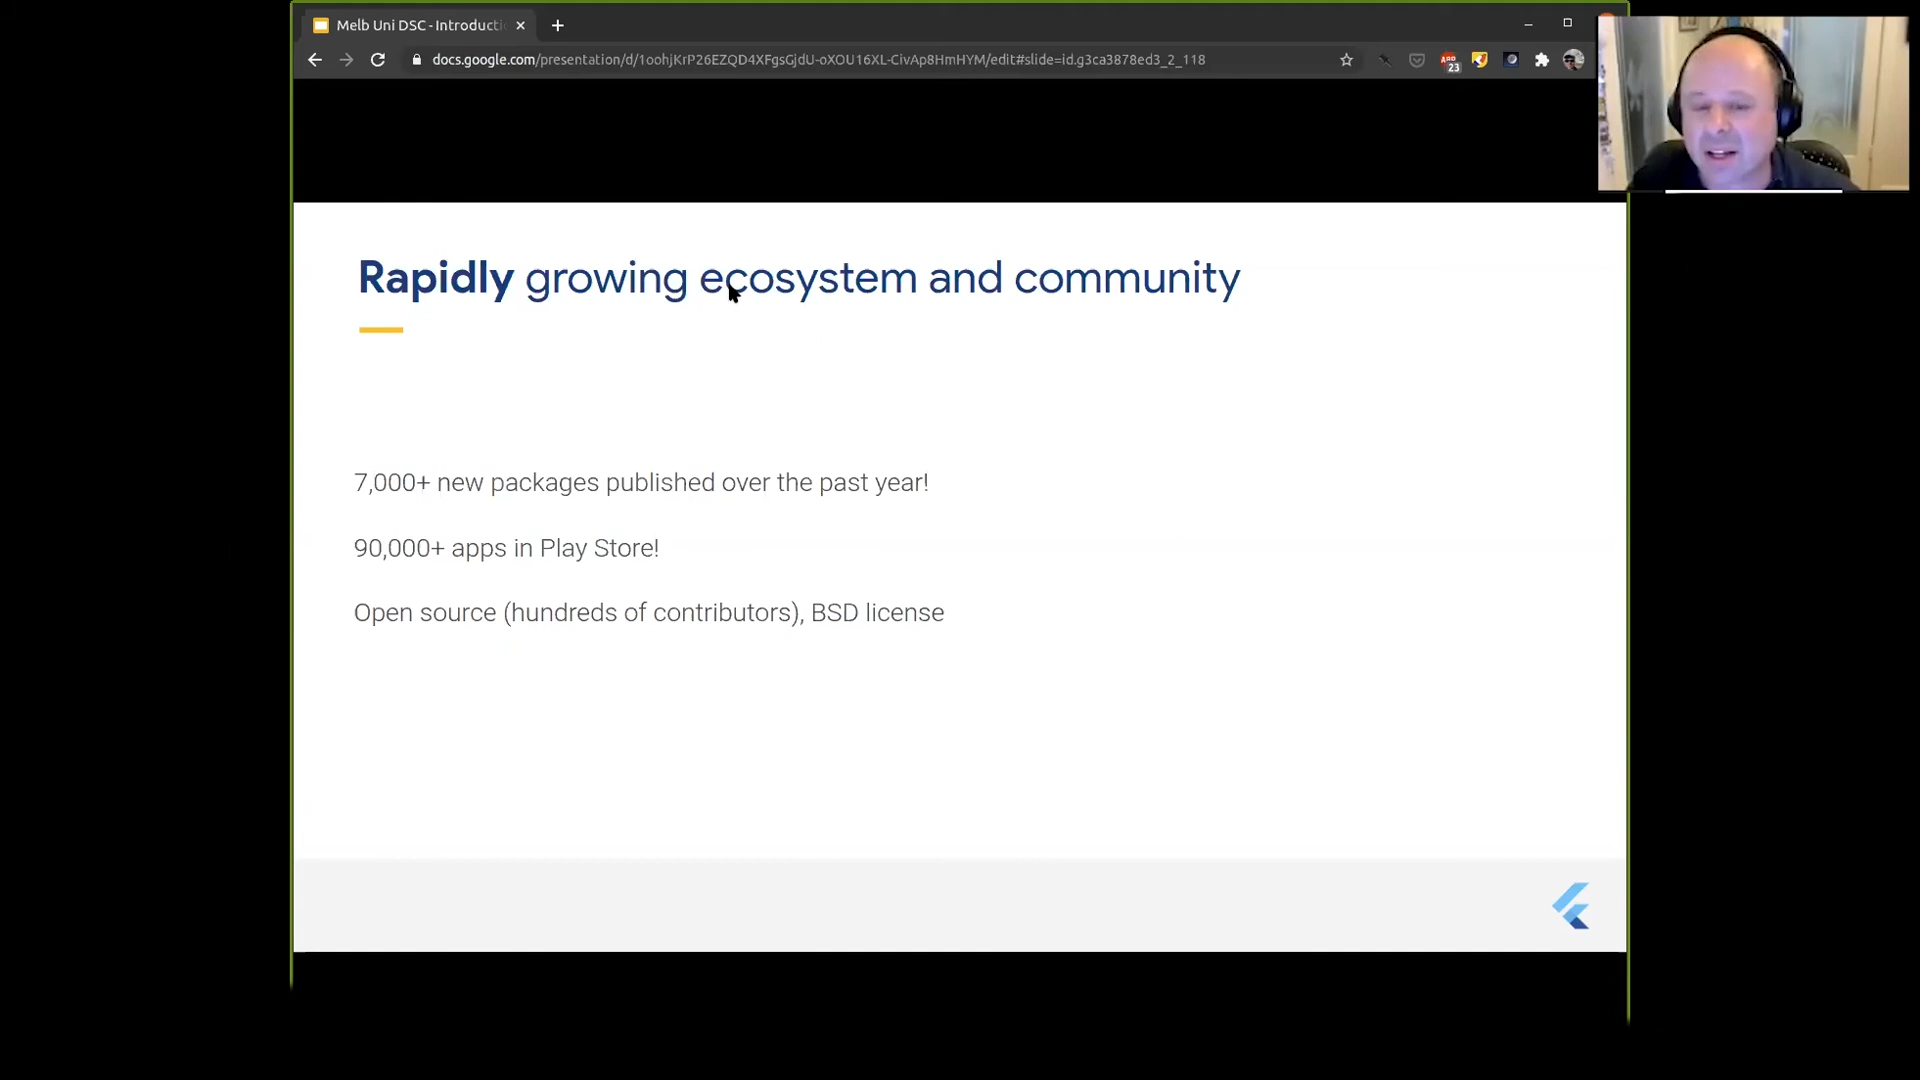 Melb Uni DSC - Introducti
docs.google.com/presentation/d/1oohjKrP26EZQD4XFgsGjdU-oXOU16XL-CivAp8HmHYM/edit#slide=id.g3ca3878ed3_2_118
23
Rapidly growing ecosystem and community
7,000+ new packages published over the past year!
90,000+ apps in Play Store!
Open source (hundreds of contributors), BSD license